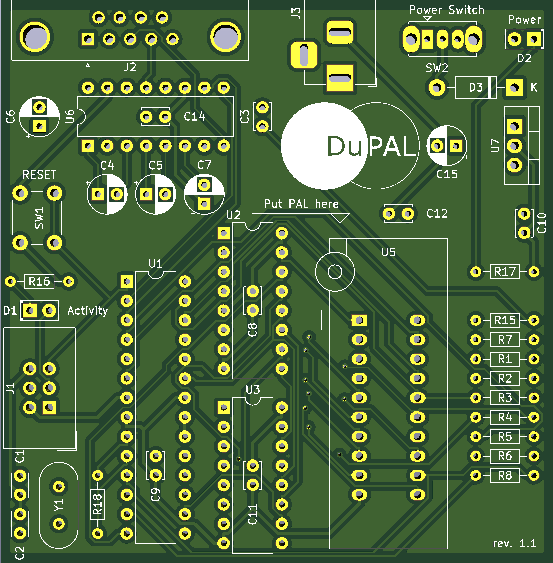 Power Switch
Power
J3
J2
SW2
D2
D3
K
C6
U6
C14
C3
DuPAL
U7
C15
C4
C5
C7
RESET
SW1
Put PAL here
U2
C12
C10
U1
U5
R16
R17
D1
Activity
C8
R15
R7
R1
R2
R3
R4
R5
R6
R8
J1
U3
C1
C9
C11
R18
Y1
C2
rev. 1.1